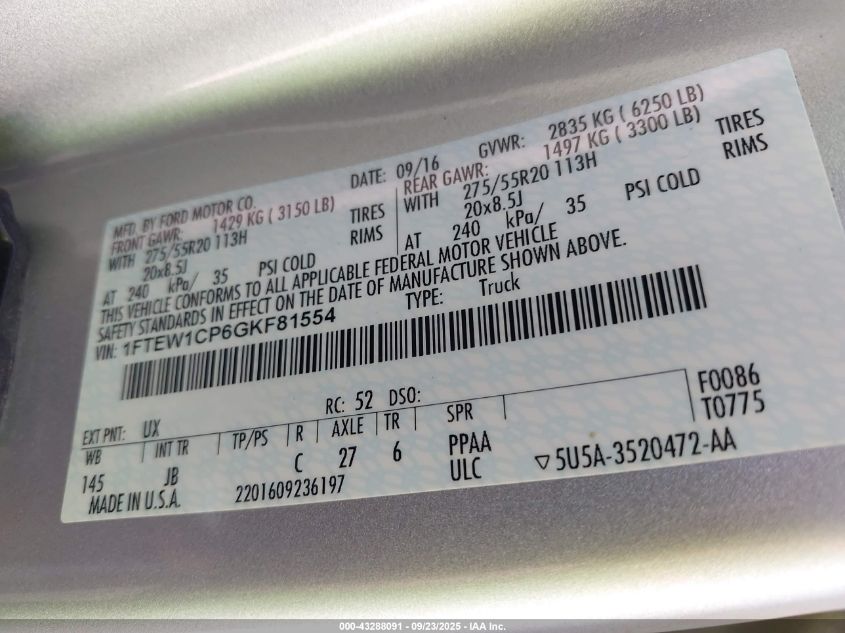 MFD. BY FORD MOTOR CO. DATE: 09/16 GVWR: 2835 KG ( 6250 LB)
FRONT GAWR: 1429 KG ( 3150 LB) REAR GAWR: 1497 KG ( 3300 LB)
WITH 275/55R20 113H TIRES WITH 275/55R20 113H TIRES
20x8.5J RIMS 20x8.5J RIMS
AT 240 kPa/ 35 PSI COLD AT 240 kPa/ 35 PSI COLD
THIS VEHICLE CONFORMS TO ALL APPLICABLE FEDERAL MOTOR VEHICLE
SAFETY STANDARDS IN EFFECT ON THE DATE OF MANUFACTURE SHOWN ABOVE.
VIN: 1FTEW1CP6GKF81554 TYPE: Truck
EXT PNT: UX RC: 52 DSO: F0086
WB INT TR TP/PS R AXLE TR SPR T0775
145 JB C 27 6 PPAA
ULC ▽5U5A-3520472-AA
MADE IN U.S.A. 2201609236197
000-43288091 - 09/23/2025 - IAA Inc.